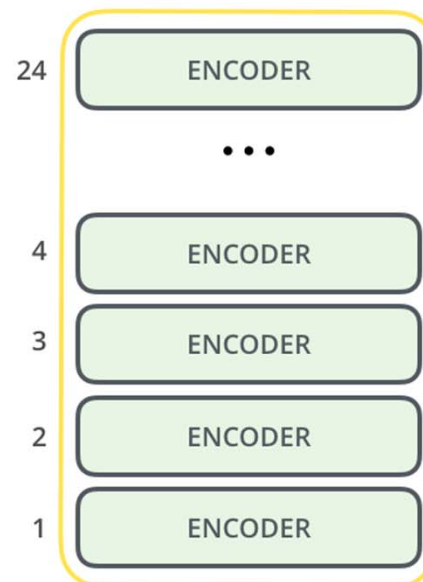 24 ENCODER
•••
4 ENCODER
3 ENCODER
2 ENCODER
1 ENCODER